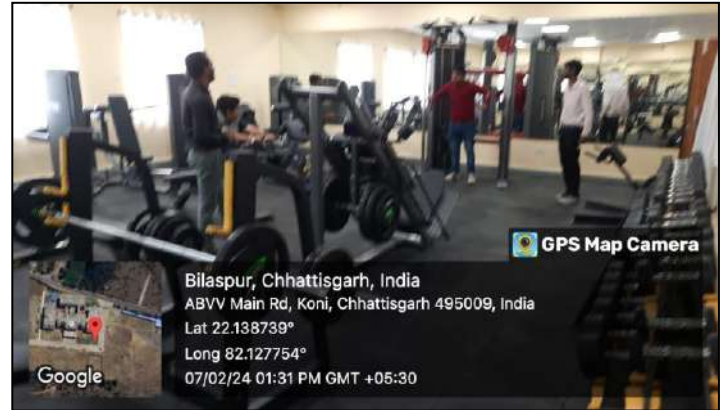 GPS Map Camera
Bilaspur, Chhattisgarh, India
ABVV Main Rd, Koni, Chhattisgarh 495009, India
Lat 22.138739°
Long 82.127754°
07/02/24 01:31 PM GMT +05:30
Google